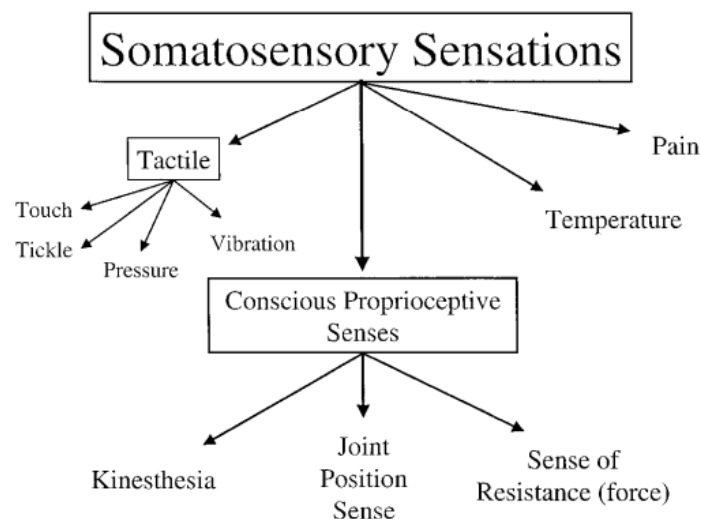 Somatosensory Sensations
Pain
Tactile
Temperature
Touch
Tickle
Pressure
Vibration
Conscious Proprioceptive
Senses
Kinesthesia
Joint
Position
Sense
Sense of
Resistance (force)